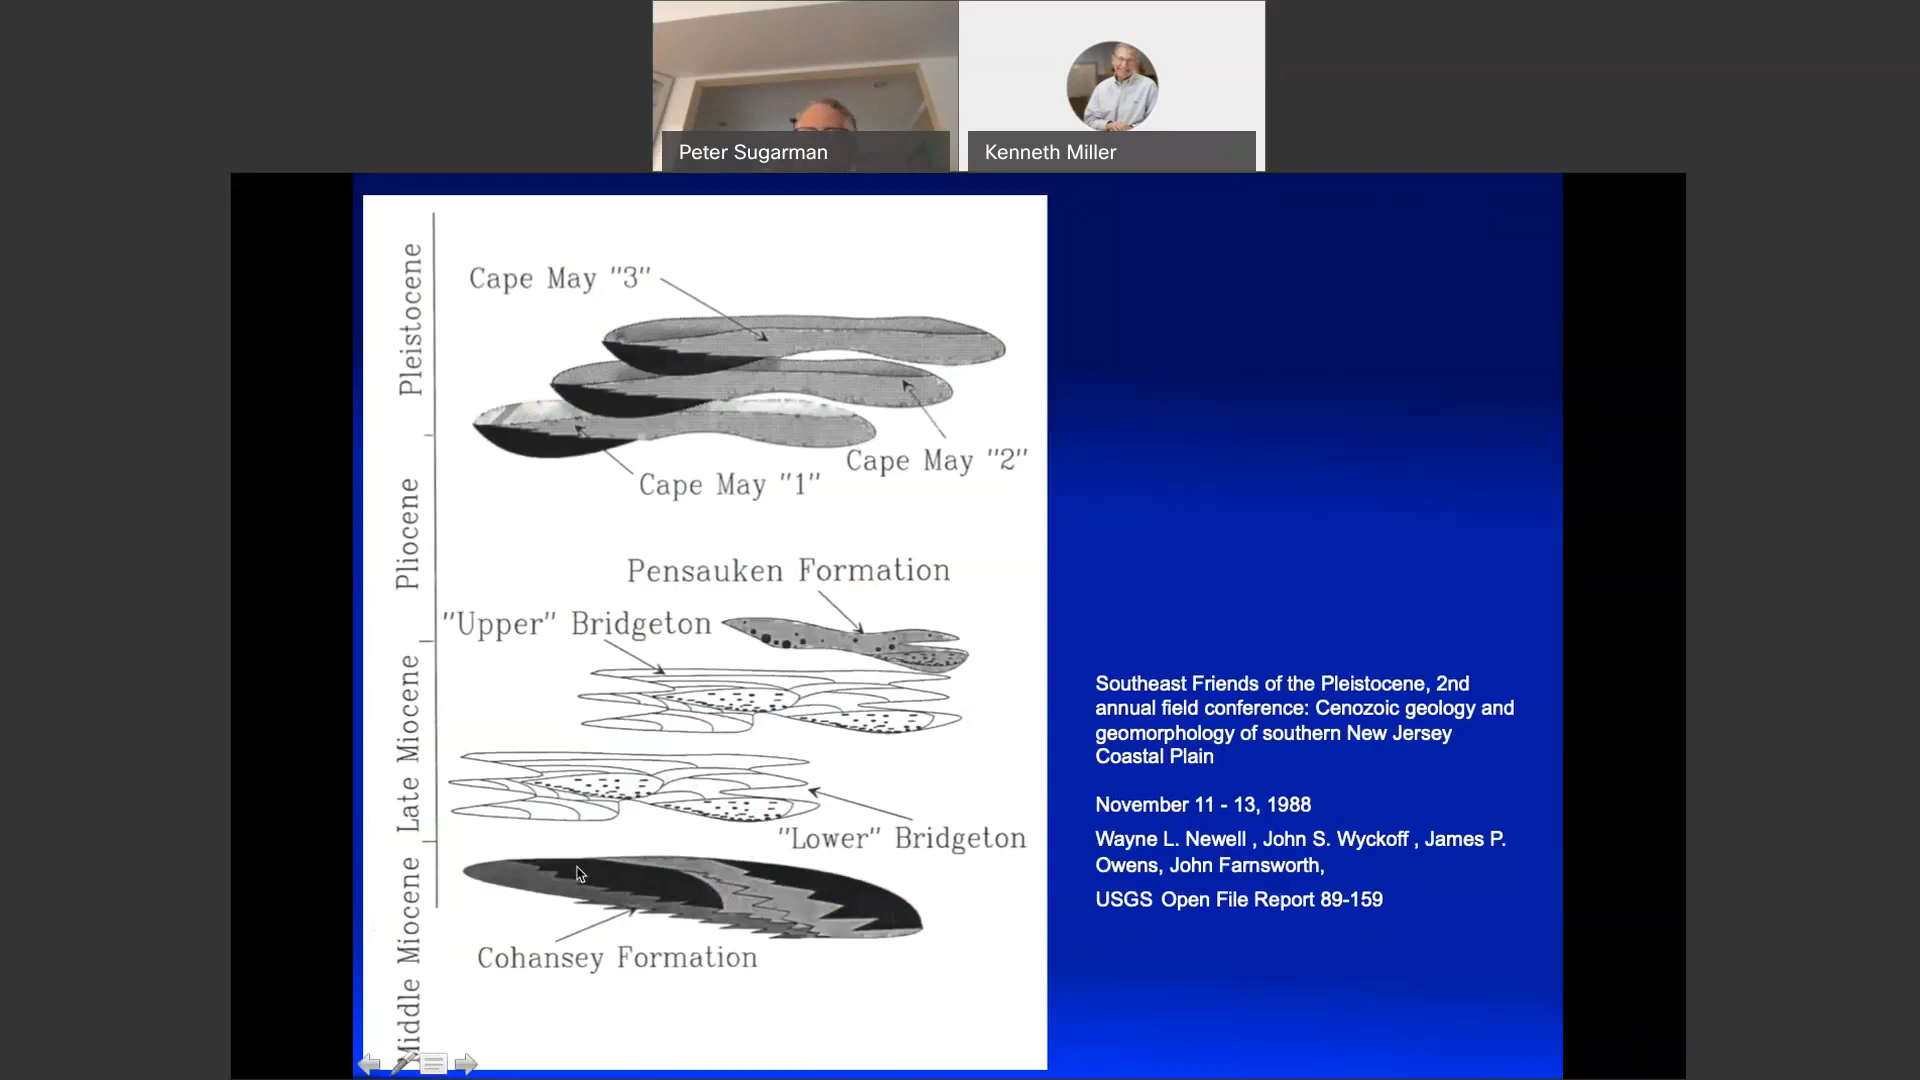 Peter Sugarman
Kenneth Miller
Pleistocene
Pliocene
Late Miocene
Middle Miocene
Cape May "3"
Cape May "2"
Cape May "1"
Pensauken Formation
"Upper" Bridgeton
"Lower" Bridgeton
Cohansey Formation
Southeast Friends of the Pleistocene, 2nd
annual field conference: Cenozoic geology and
geomorphology of southern New Jersey
Coastal Plain
November 11 - 13, 1988
Wayne L. Newell , John S. Wyckoff , James P.
Owens, John Farnsworth,
USGS Open File Report 89-159